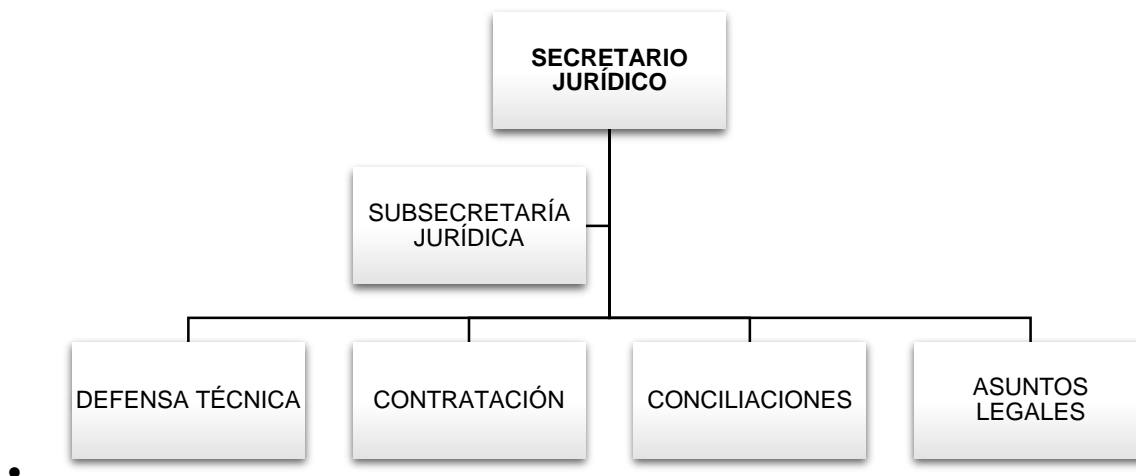 SECRETARIO
JURÍDICO
SUBSECRETARÍA
JURÍDICA
DEFENSA TÉCNICA
CONTRATACIÓN
CONCILIACIONES
ASUNTOS
LEGALES